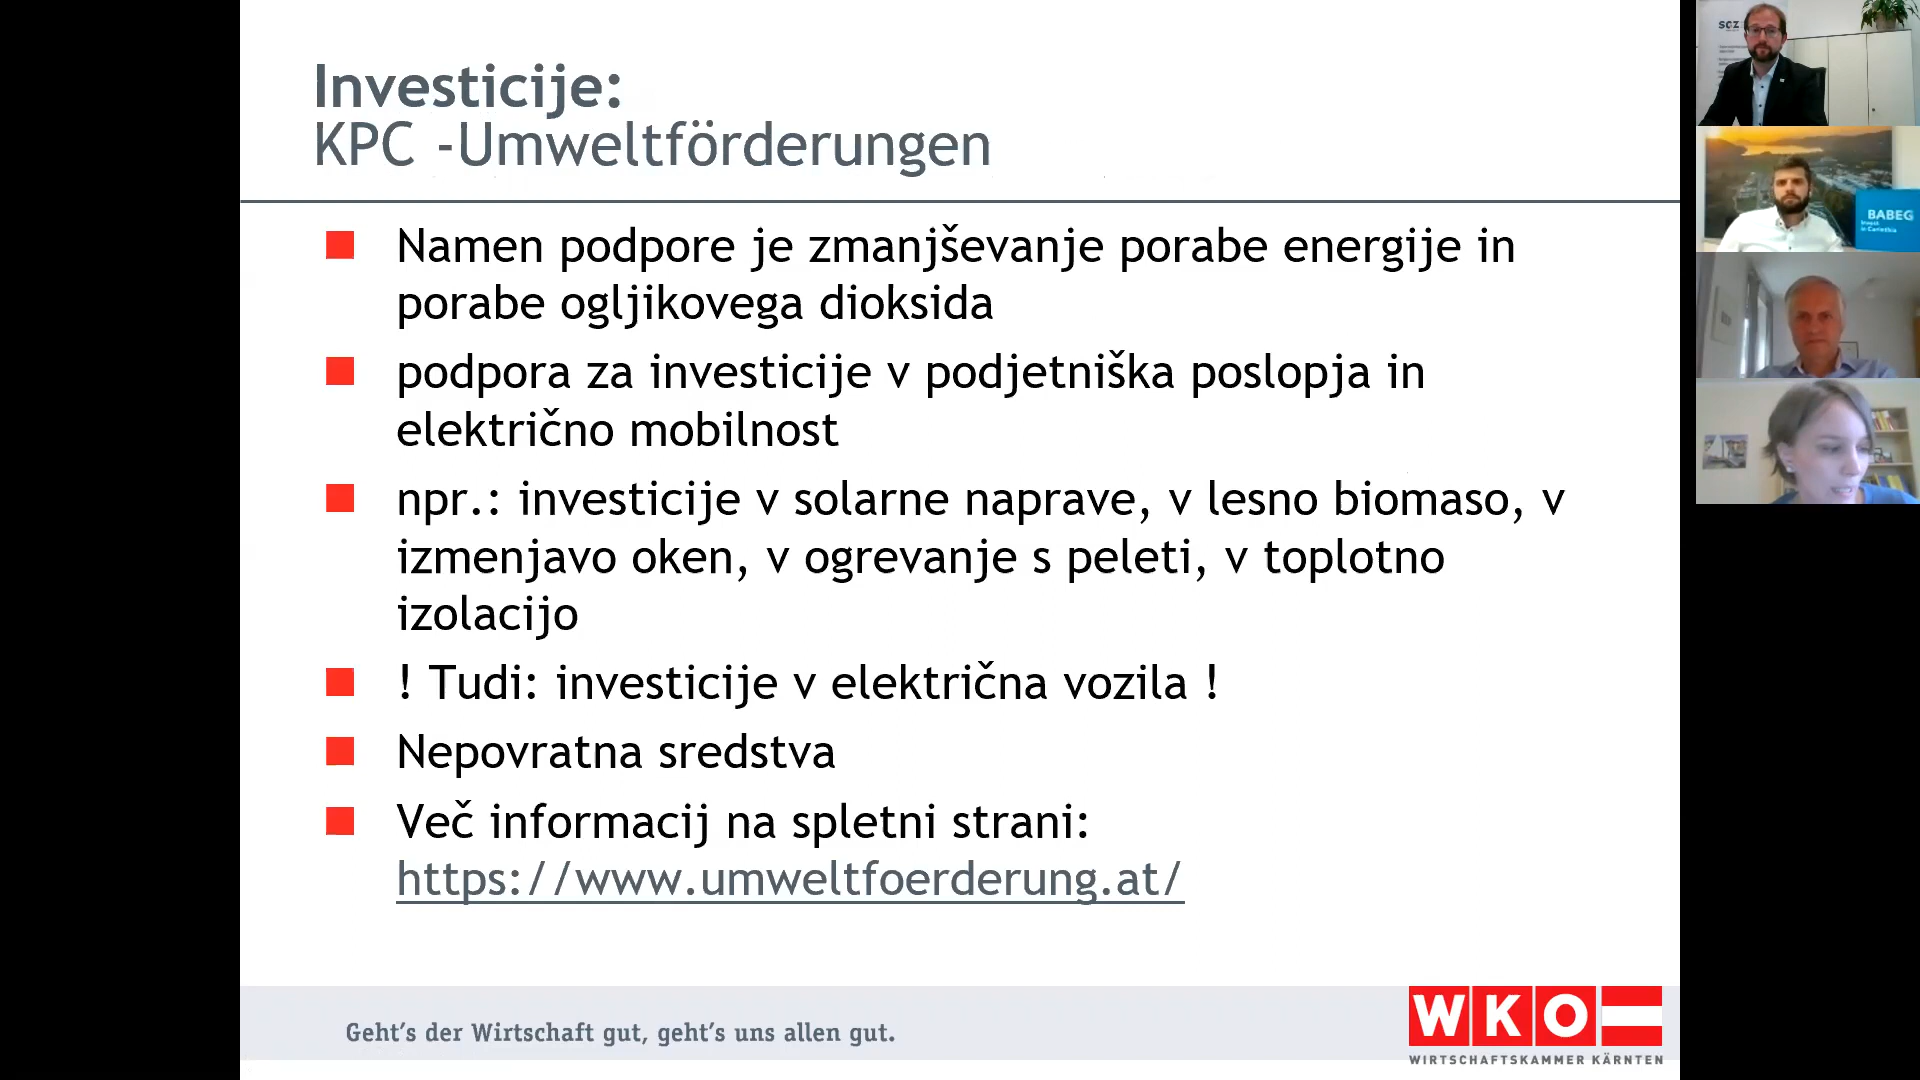 Investicije:
KPC -Umweltförderungen
Namen podpore je zmanjševanje porabe energije in
porabe ogljikovega dioksida
podpora za investicije v podjetniška poslopja in
električno mobilnost
npr.: investicije v solarne naprave, v lesno biomaso, v
izmenjavo oken, v ogrevanje s peleti, v toplotno
izolacijo
! Tudi: investicije v električna vozila !
Nepovratna sredstva
Več informacij na spletni strani:
https://www.umweltfoerderung.at/
Geht's der Wirtschaft gut, geht's uns allen gut.
WKO
WIRTSCHAFTSKAMMER KÄRNTEN
BABEG
Invest
in Carinthia